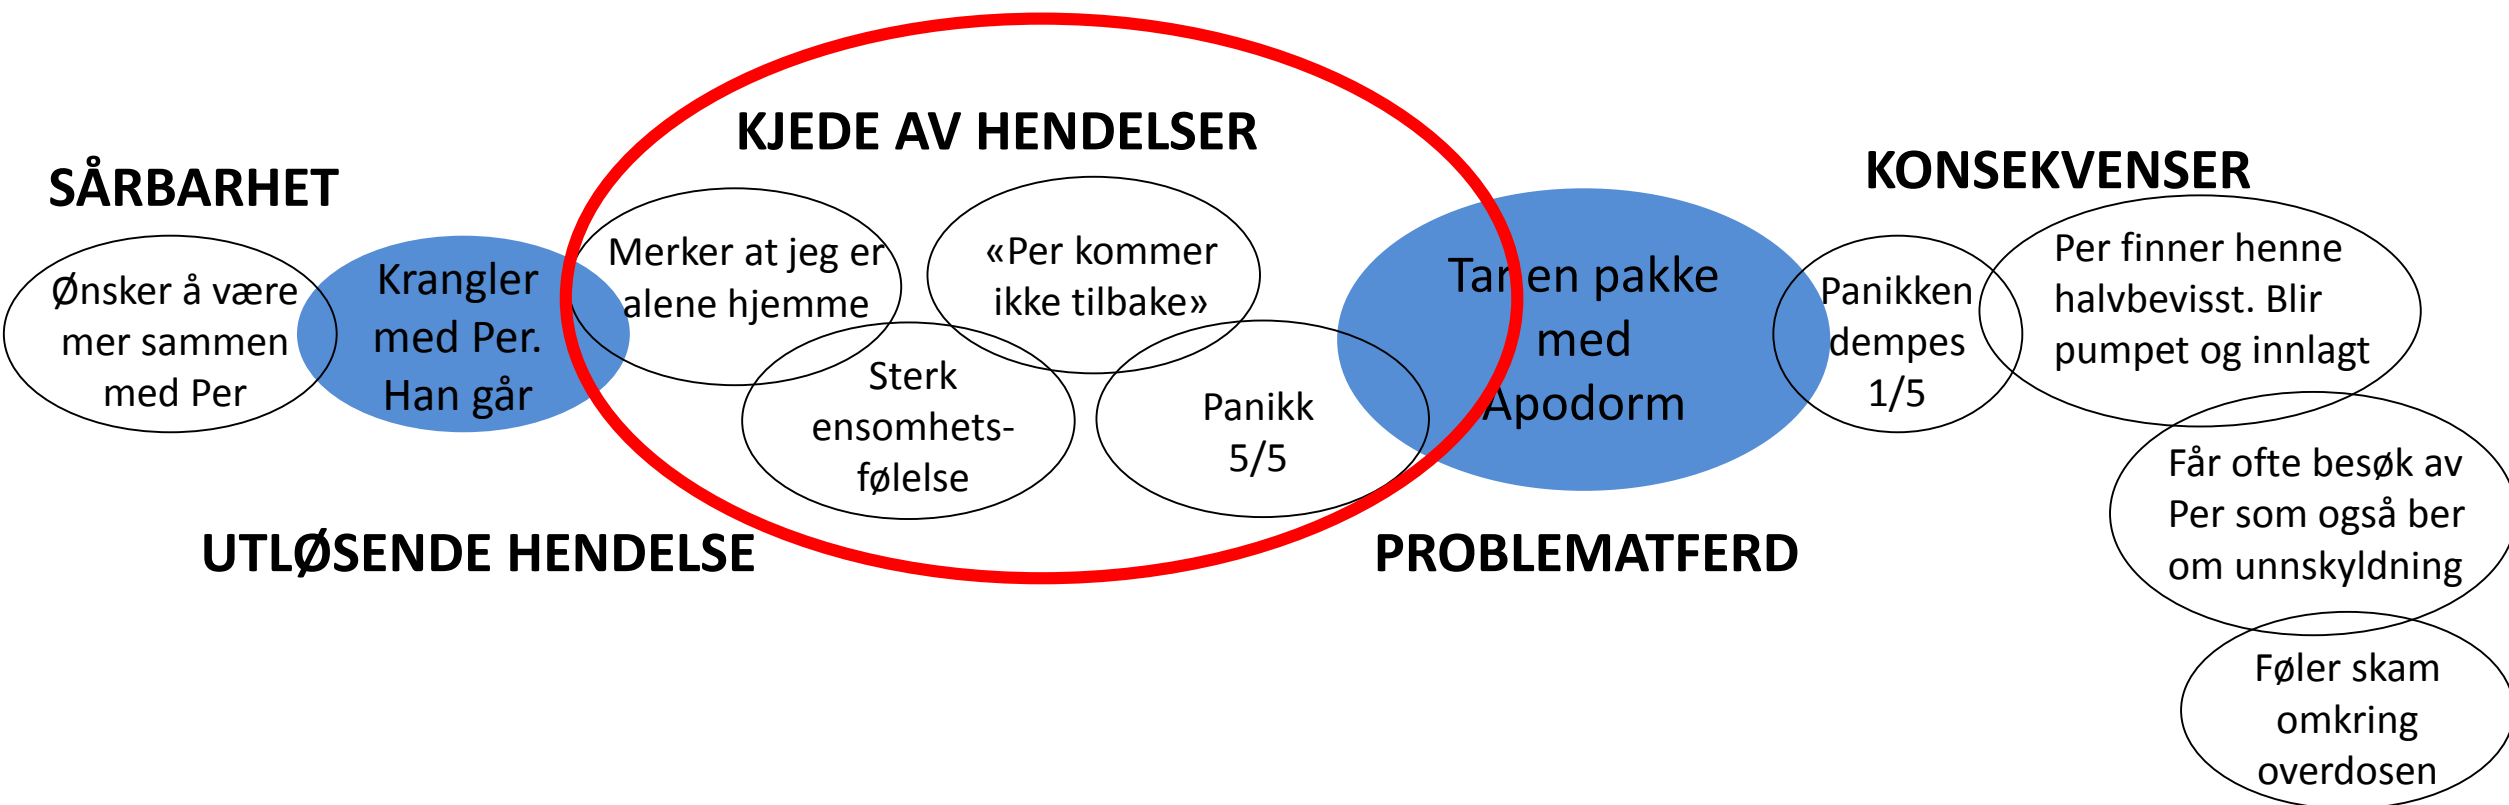 SÅRBARHET
Ønsker å være
mer sammen
med Per
Krangler
med Per.
Han går
UTLØSENDE HENDELSE
KJEDE AV HENDELSER
Merker at jeg er
alene hjemme
Sterk
ensomhets-
følelse
«Per kommer
ikke tilbake»
Panikk
5/5
Tar en pakke
med
Apodorm
PROBLEMATFERD
KONSEKVENSER
Panikken
dempes
1/5
Per finner henne
halvbevisst. Blir
pumpet og innlagt
Får ofte besøk av
Per som også ber
om unnskyldning
Føler skam
omkring
overdosen